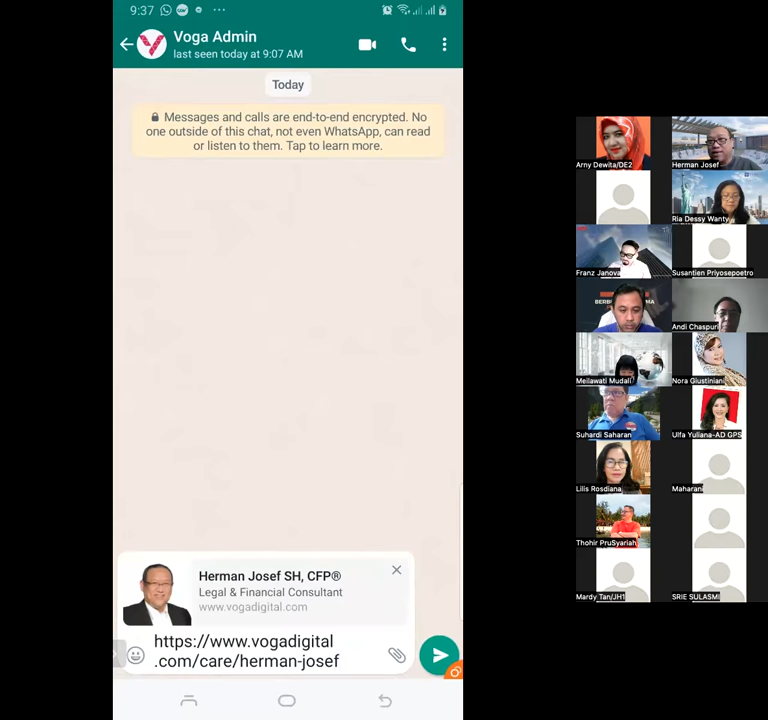 9:37
Voga Admin
last seen today at 9:07 AM
Today
Messages and calls are end-to-end encrypted. No
one outside of this chat, not even WhatsApp, can read
or listen to them. Tap to learn more.
Herman Josef SH, CFP®
Legal & Financial Consultant
www.vogadigital.com
https://www.vogadigital
.com/care/herman-josef
Arny Dewita/DE2
Herman Josef
Ria Dessy Wanty
Franz Janova
Susantien Priyosepoetro
Andi Chaspuri
Meilawati Mudali
Nora Giustiniani
Suhardi Saharan
Ulfa Yuliana-AD GPS
Lilis Rosdiana
Maharani
Thohir PruSyariah
Mardy Tan/JH1
SRIE SULASMI